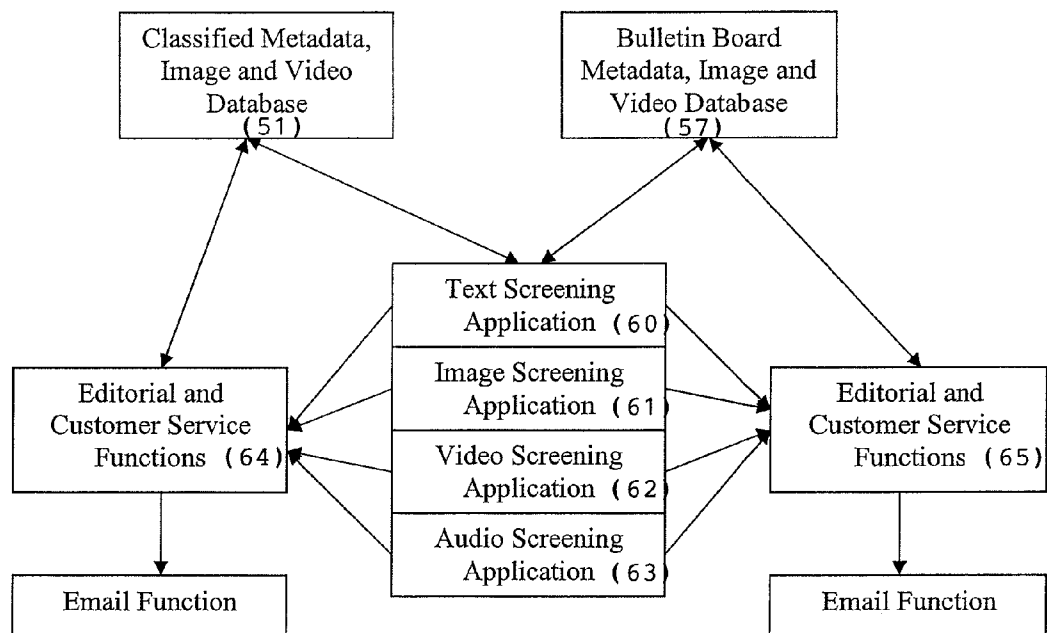 Classified Metadata,
Image and Video
Database
(51)
Bulletin Board
Metadata, Image and
Video Database
(57)
Text Screening
Application (60)
Image Screening
Application (61)
Video Screening
Application (62)
Audio Screening
Application (63)
Editorial and
Customer Service
Functions (64)
Editorial and
Customer Service
Functions (65)
Email Function
Email Function